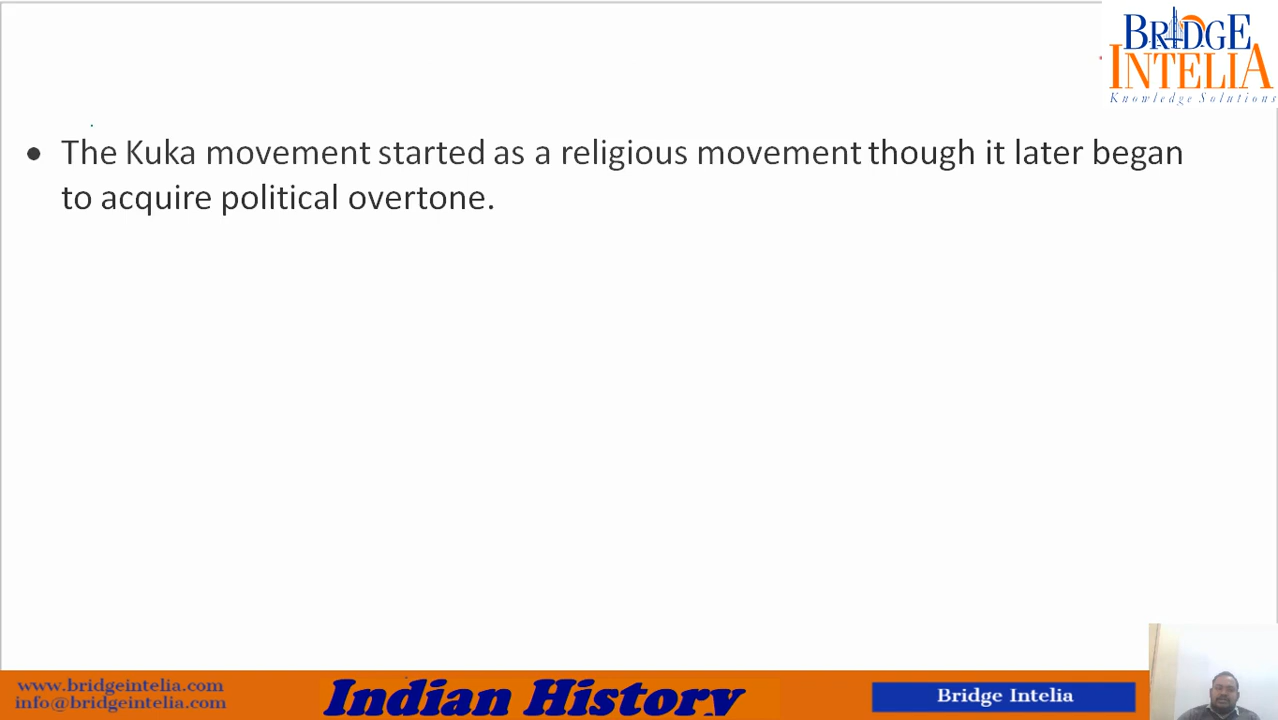 BRIDGE
INTELIA
Knowledge Solutions
• The Kuka movement started as a religious movement though it later began
to acquire political overtone.
www.bridgeintelia.com
info@bridgeintelia.com
Indian History
Bridge Intelia